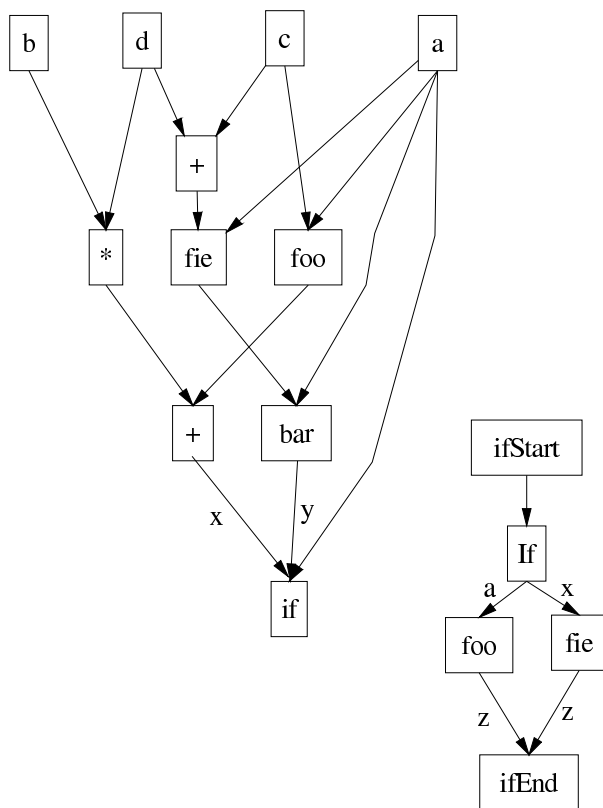 b d c a
+
* fie foo
+ bar
ifStart
x y
If
if
a x
foo fie
z z
ifEnd